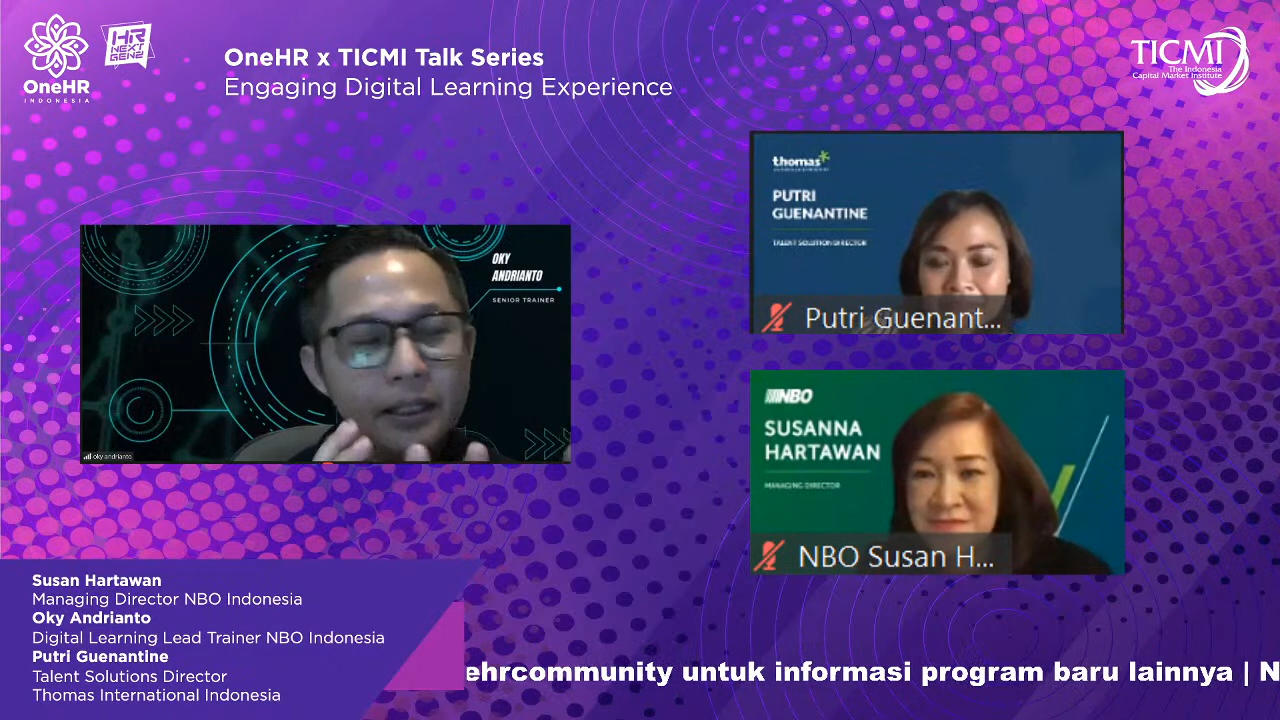 OneHR
INDONESIA
HR
NEXT
GEN2
OneHR x TICMI Talk Series
Engaging Digital Learning Experience
TICMI
The Indonesia
Capital Market Institute
OKY
ANDRIANTO
SENIOR TRAINER
oky andrianto
thomas
PUTRI
GUENANTINE
TALENT SOLUTION DIRECTOR
Putri Guenant...
NBO
SUSANNA
HARTAWAN
MANAGING DIRECTOR
NBO Susan H...
Susan Hartawan
Managing Director NBO Indonesia
Oky Andrianto
Digital Learning Lead Trainer NBO Indonesia
Putri Guenantine
Talent Solutions Director
Thomas International Indonesia
ehrcommunity untuk informasi program baru lainnya | N